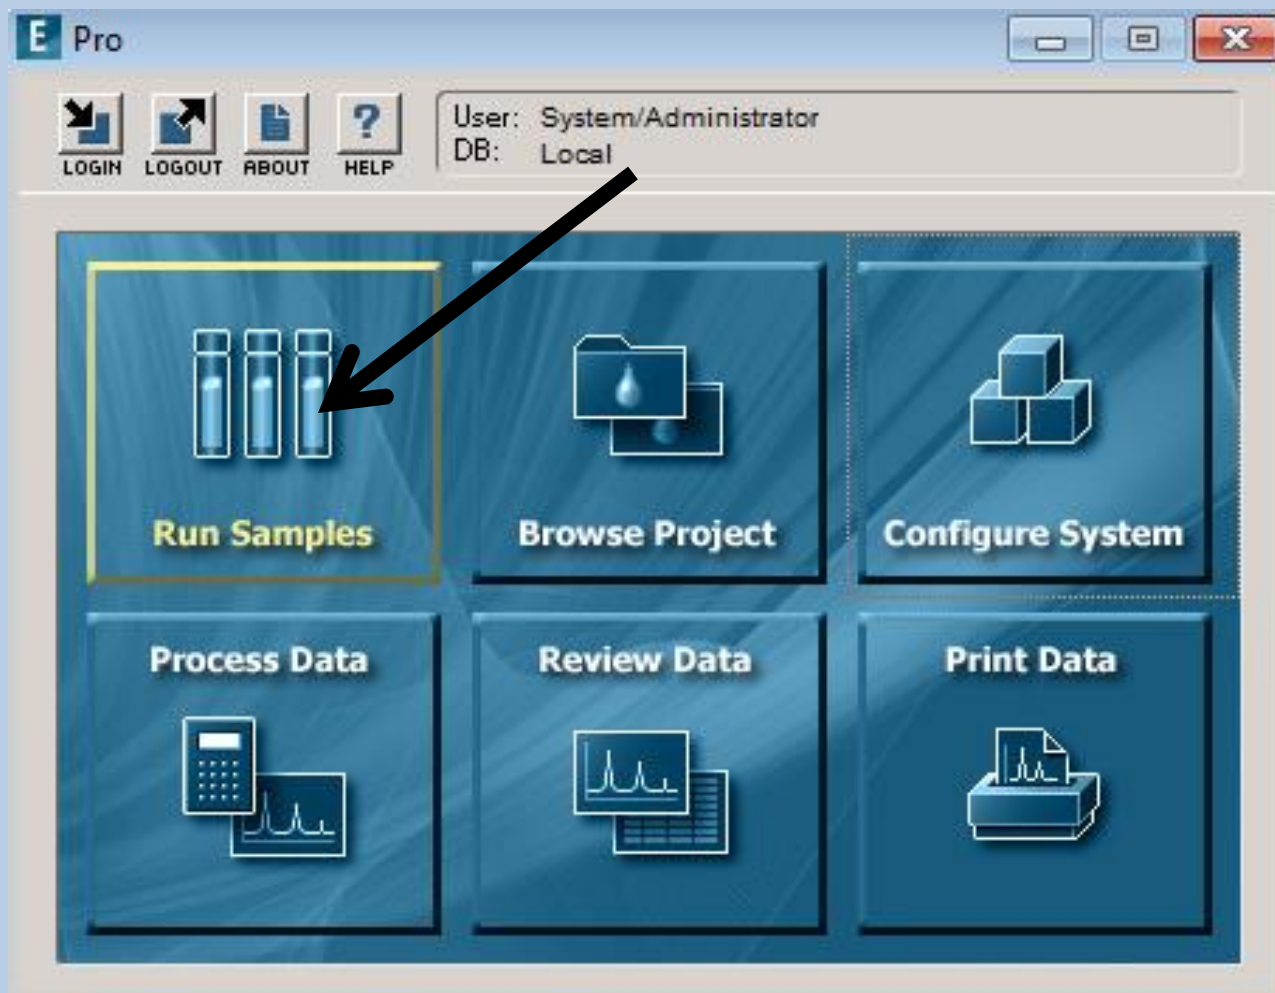 E Pro
User: System/Administrator
DB: Local
LOGIN LOGOUT ABOUT HELP
?
Run Samples Browse Project Configure System
Process Data Review Data Print Data